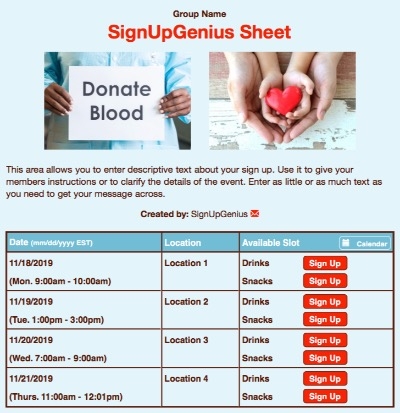 Group Name
SignUpGenius Sheet
Donate
Blood
This area allows you to enter descriptive text about your sign up. Use it to give your
members instructions or to clarify the details of the event. Enter as little or as much text as
you need to get your message across.
Created by: SignUpGenius
Date (mm/dd/yyyy EST) Location Available Slot Calendar
11/18/2019 Location 1 Drinks Sign Up
(Mon. 9:00am - 10:00am) Snacks Sign Up
11/19/2019 Location 2 Drinks Sign Up
(Tue. 1:00pm - 3:00pm) Snacks Sign Up
11/20/2019 Location 3 Drinks Sign Up
(Wed. 7:00am - 9:00am) Snacks Sign Up
11/21/2019 Location 4 Drinks Sign Up
(Thurs. 11:00am - 12:01pm) Snacks Sign Up